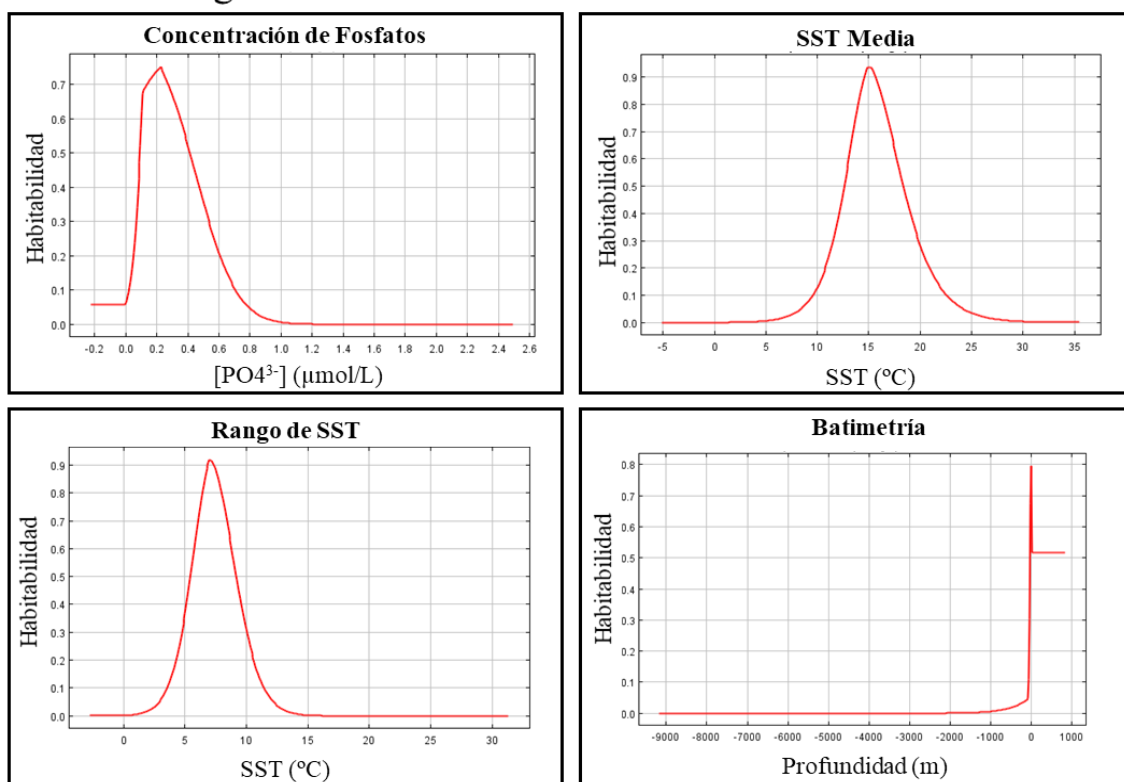 Concentración de Fosfatos
Habitabilidad
0.7
0.6
0.5
0.4
0.3
0.2
0.1
0.0
-0.2 0.0 0.2 0.4 0.6 0.8 1.0 1.2 1.4 1.6 1.8 2.0 2.2 2.4 2.6
[PO4³⁻] (µmol/L)
SST Media
Habitabilidad
0.9
0.8
0.7
0.6
0.5
0.4
0.3
0.2
0.1
0.0
-5 0 5 10 15 20 25 30 35
SST (ºC)
Rango de SST
Habitabilidad
0.9
0.8
0.7
0.6
0.5
0.4
0.3
0.2
0.1
0.0
0 5 10 15 20 25 30
SST (ºC)
Batimetría
Habitabilidad
0.8
0.7
0.6
0.5
0.4
0.3
0.2
0.1
0.0
-9000 -8000 -7000 -6000 -5000 -4000 -3000 -2000 -1000 0 1000
Profundidad (m)